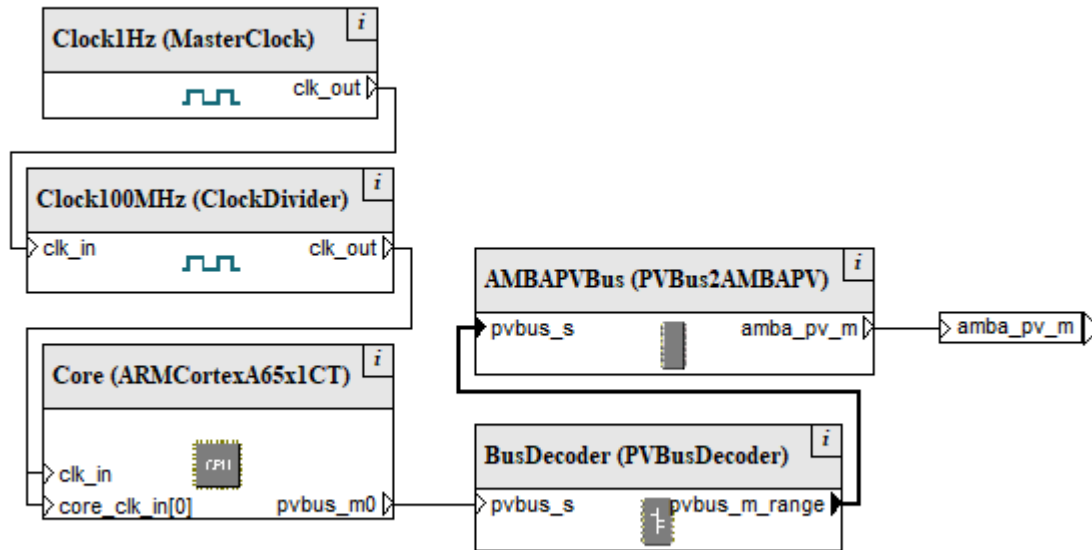 Clock1Hz (MasterClock)
i
clk_out
Clock100MHz (ClockDivider)
i
clk_in
clk_out
AMBAPVBus (PVBus2AMBAPV)
i
pvbus_s
amba_pv_m
amba_pv_m
Core (ARMCortexA65x1CT)
i
CPU
clk_in
core_clk_in[0]
pvbus_m0
BusDecoder (PVBusDecoder)
i
pvbus_s
pvbus_m_range